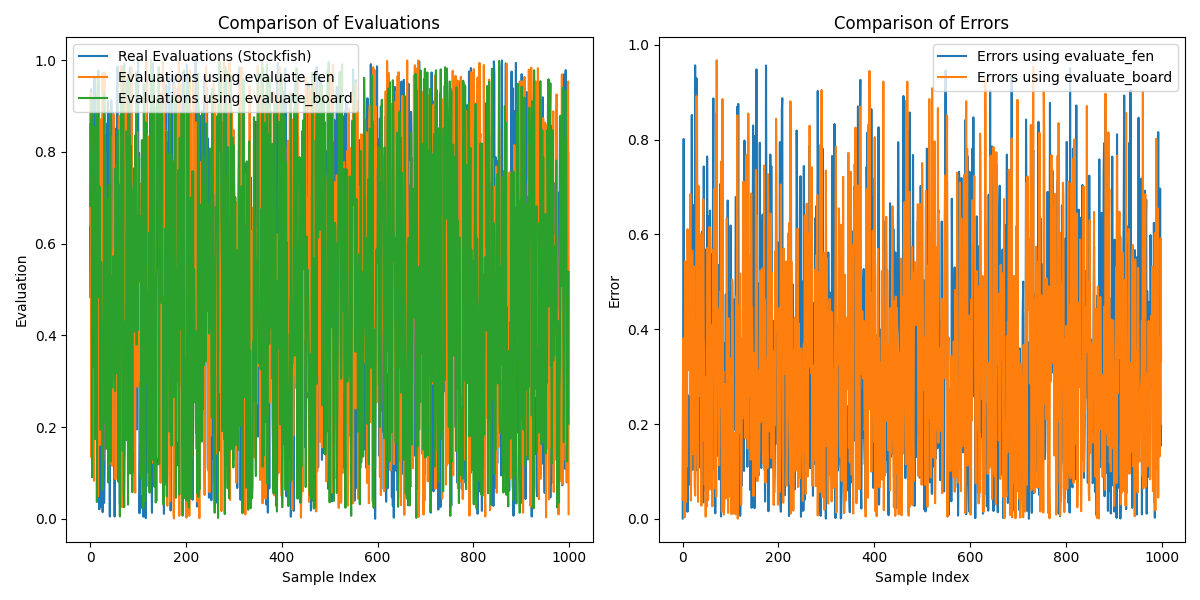 Comparison of Evaluations
Real Evaluations (Stockfish)
Evaluations using evaluate_fen
Evaluations using evaluate_board
1.0
0.8
0.6
0.4
0.2
0.0
Evaluation
0
200
400
600
800
1000
Sample Index
Comparison of Errors
Errors using evaluate_fen
Errors using evaluate_board
1.0
0.8
0.6
0.4
0.2
0.0
Error
0
200
400
600
800
1000
Sample Index